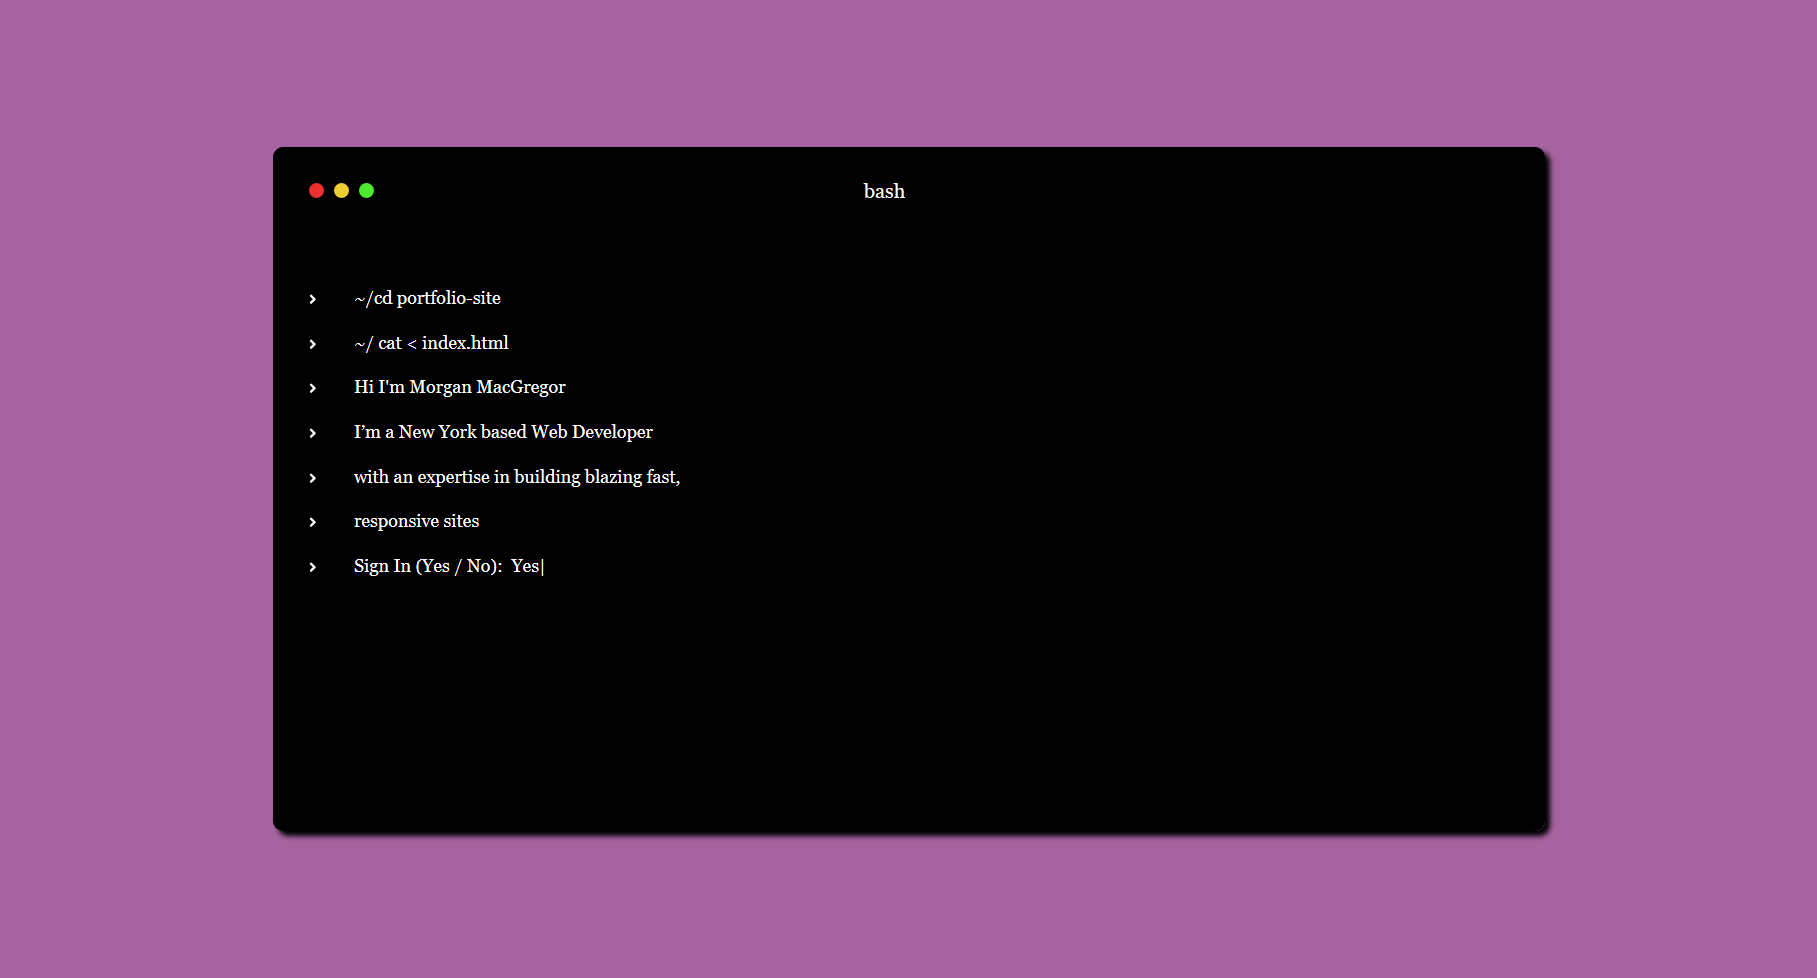 bash
~/cd portfolio-site
~/ cat < index.html
Hi I'm Morgan MacGregor
I’m a New York based Web Developer
with an expertise in building blazing fast,
responsive sites
Sign In (Yes / No):  Yes|